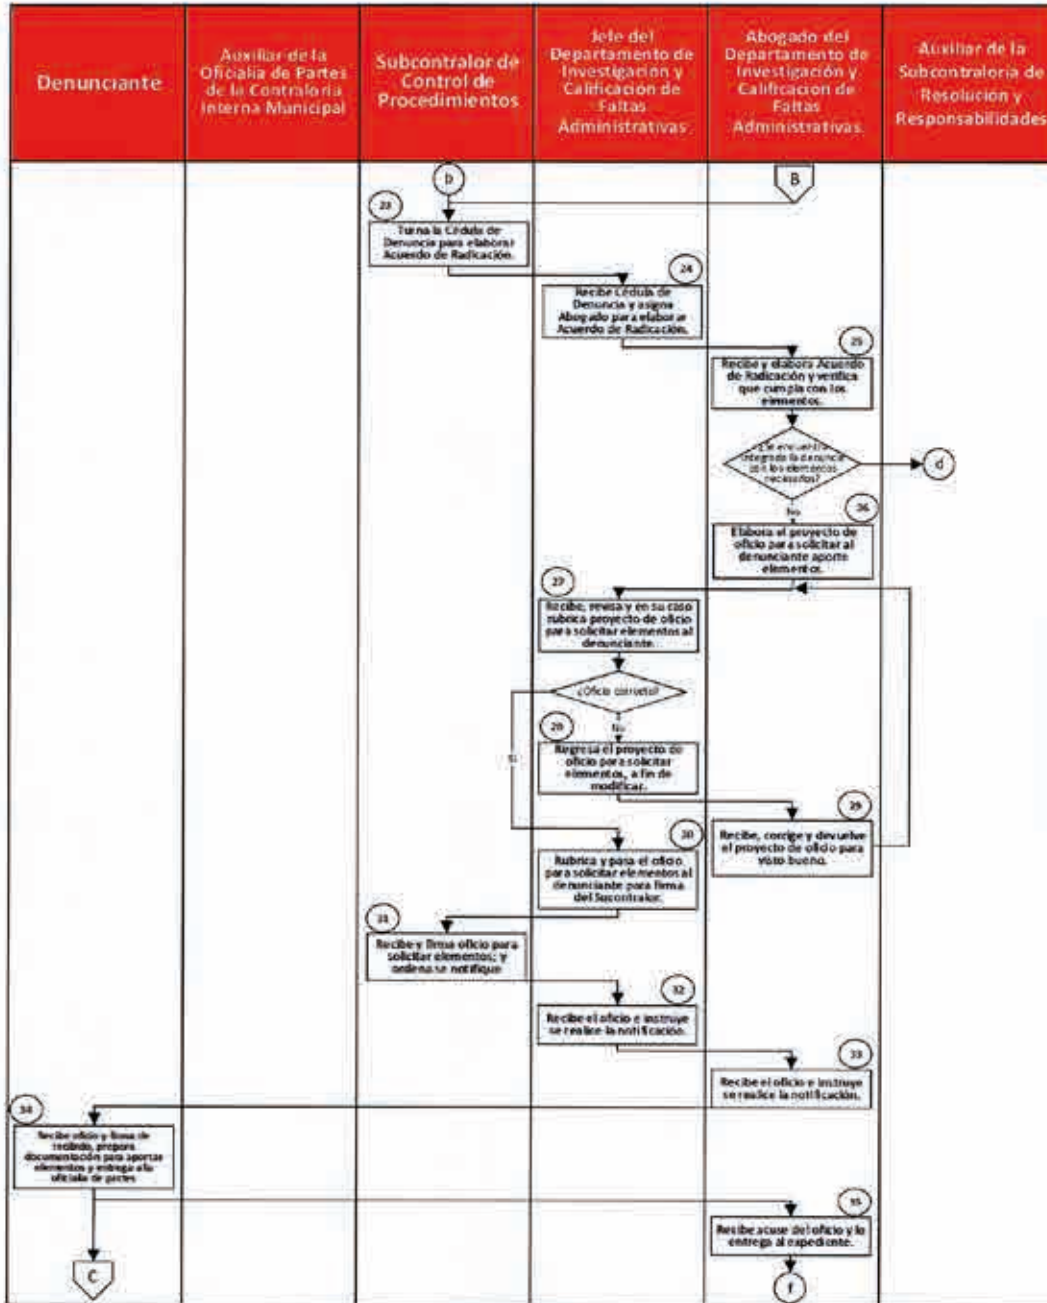 Denunciante
Auxiliar de la
Oficialía de Partes
de la Contraloría
Interna Municipal
Subcontralor de
Control de
Procedimientos
Jefe del
Departamento de
Investigación y
Calificación de
Faltas
Administrativas
Abogado del
Departamento de
Investigación y
Calificación de
Faltas
Administrativas
Auxiliar de la
Subcontraloría de
Resolución y
Responsabilidades
b
B
23
Turna la Cédula de
Denuncia para elaborar
Acuerdo de Radicación.
24
Recibe Cédula de
Denuncia y asigna
Abogado para elaborar
Acuerdo de Radicación.
25
Recibe y elabora Acuerdo
de Radicación y verifica
que cumpla con los
elementos.
¿Se encuentra
integrada la denuncia
con los elementos
necesarios?
d
No
26
Elabora el proyecto de
oficio para solicitar al
denunciante aporte
elementos.
27
Recibe, revisa y en su caso
rubrica proyecto de oficio
para solicitar elementos al
denunciante.
¿Oficio correcto?
No
Si
28
Regresa el proyecto de
oficio para solicitar
elementos, a fin de
modificar.
29
Recibe, corrige y devuelve
el proyecto de oficio para
visto bueno.
30
Rubrica y pasa el oficio
para solicitar elementos al
denunciante para firma
del Sucontralor.
31
Recibe y firma oficio para
solicitar elementos; y
ordena se notifique
32
Recibe el oficio e instruye
se realice la notificación.
33
Recibe el oficio e instruye
se realice la notificación.
34
Recibe oficio y firma de
recibido, prepara
documentación para aportar
elementos y entrega a la
oficialía de partes
35
Recibe acuse del oficio y lo
entrega al expediente.
C
f